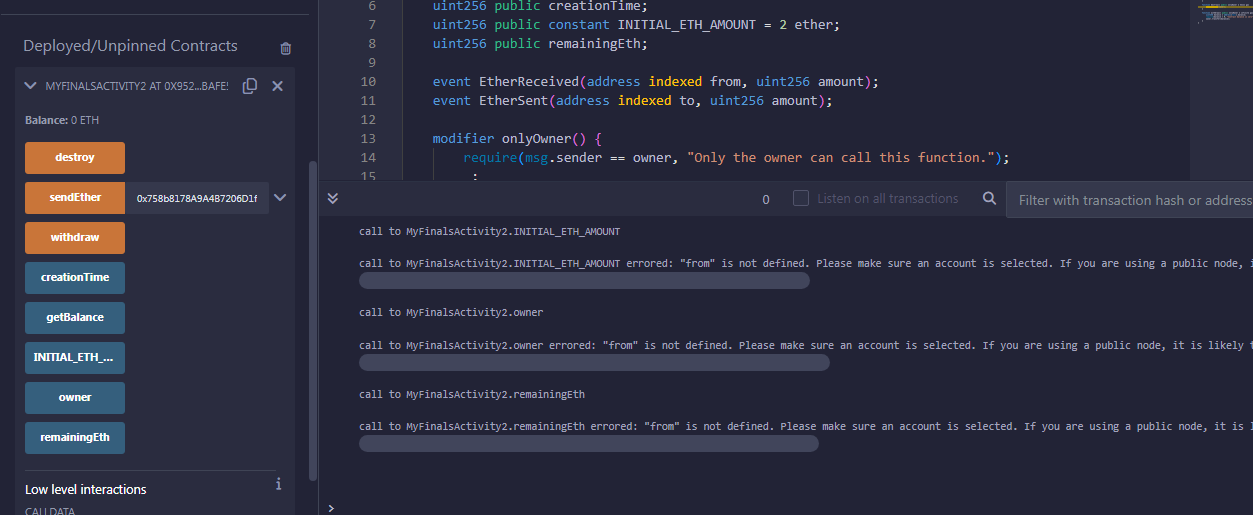 Deployed/Unpinned Contracts
MYFINALSACTIVITY2 AT 0X952...BAFE!
Balance: 0 ETH
destroy
sendEther 0x758b8178A9A4B7206D1f
withdraw
creationTime
getBalance
INITIAL_ETH_...
owner
remainingEth
Low level interactions
i
CALLDATA
6 uint256 public creationTime;
7 uint256 public constant INITIAL_ETH_AMOUNT = 2 ether;
8 uint256 public remainingEth;
9
10 event EtherReceived(address indexed from, uint256 amount);
11 event EtherSent(address indexed to, uint256 amount);
12
13 modifier onlyOwner() {
14 require(msg.sender == owner, "Only the owner can call this function.");
15 ;
0 Listen on all transactions Filter with transaction hash or address
call to MyFinalsActivity2.INITIAL_ETH_AMOUNT
call to MyFinalsActivity2.INITIAL_ETH_AMOUNT errored: "from" is not defined. Please make sure an account is selected. If you are using a public node, i
call to MyFinalsActivity2.owner
call to MyFinalsActivity2.owner errored: "from" is not defined. Please make sure an account is selected. If you are using a public node, it is likely t
call to MyFinalsActivity2.remainingEth
call to MyFinalsActivity2.remainingEth errored: "from" is not defined. Please make sure an account is selected. If you are using a public node, it is l
>